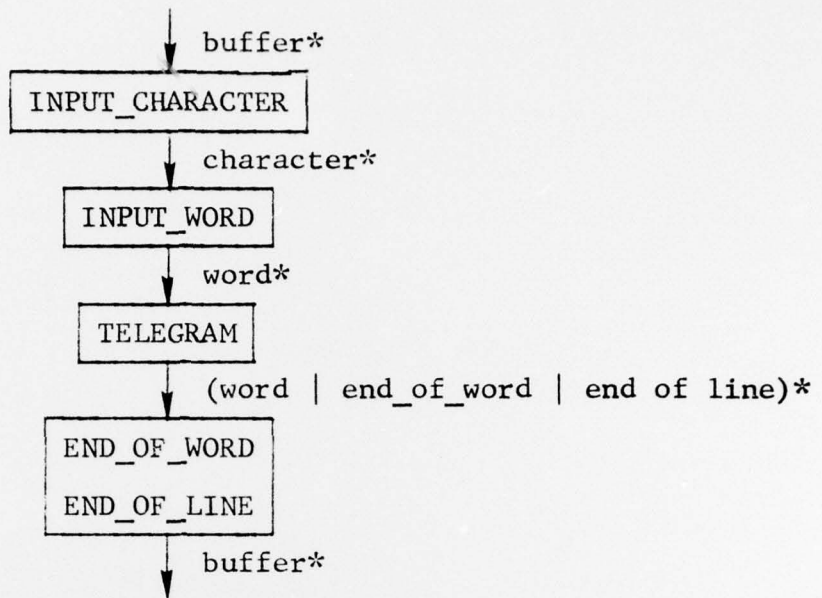 buffer*
INPUT_CHARACTER
character*
INPUT_WORD
word*
TELEGRAM
(word | end_of_word | end of line)*
END_OF_WORD
END_OF_LINE
buffer*